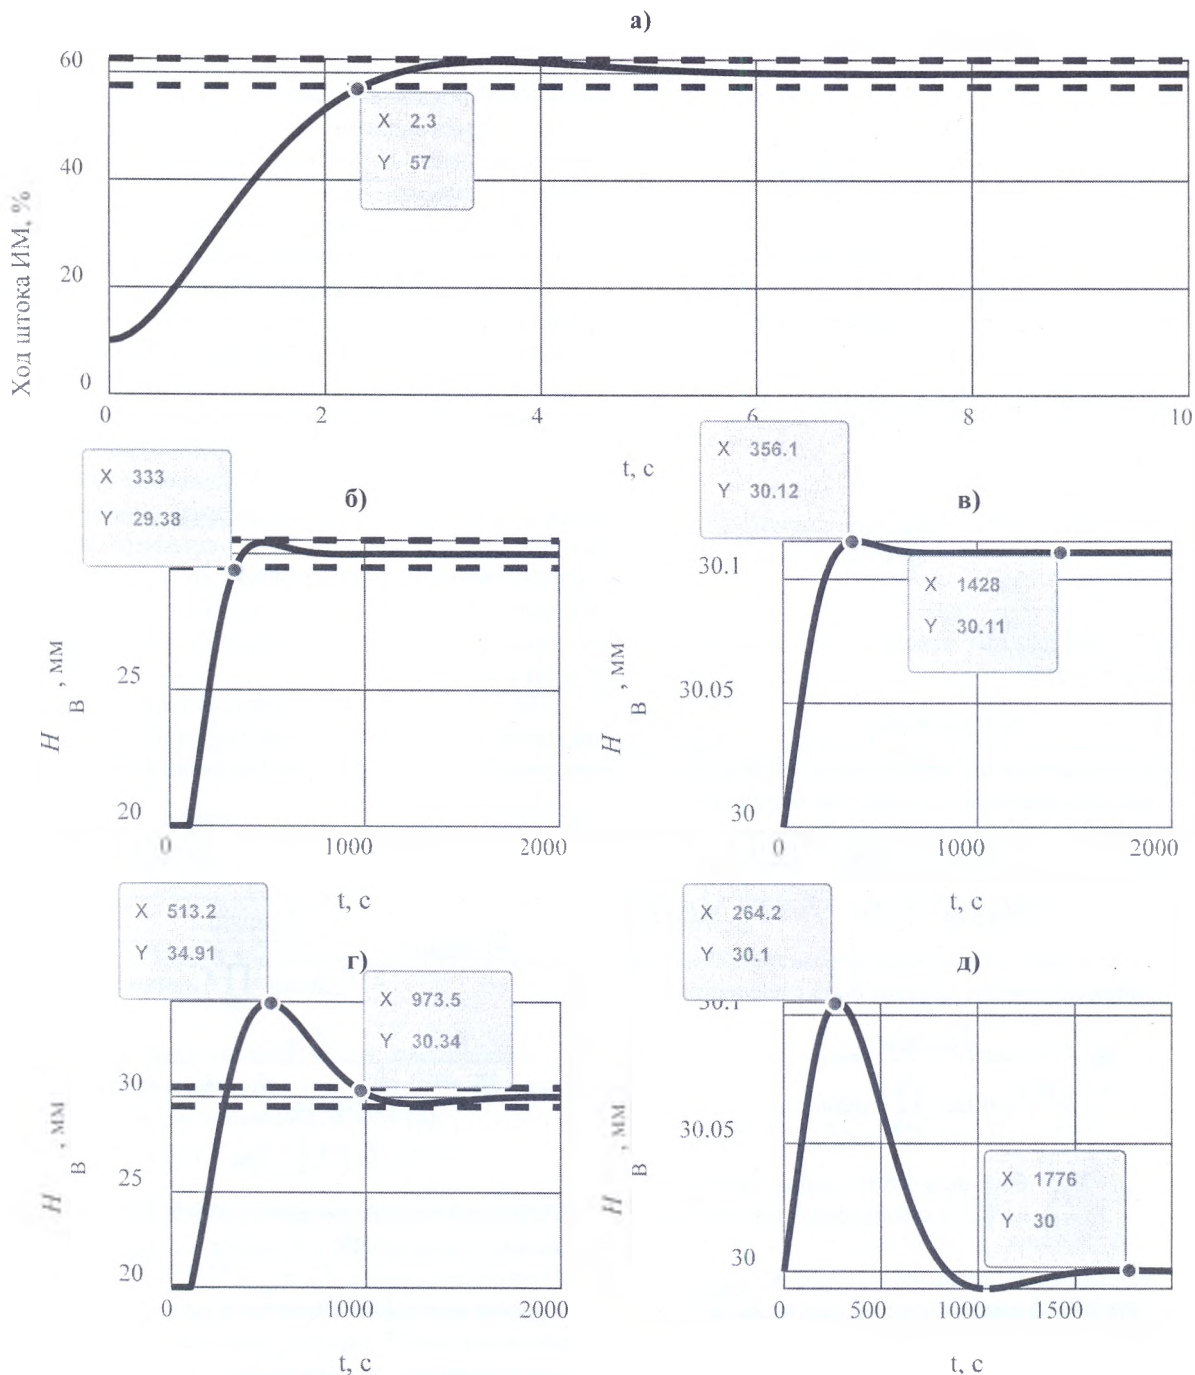 а)
60
40
20
0
Ход штока ИМ, %
X 2.3
Y 57
0 2 4 6 8 10
t, с
X 333
Y 29.38
б)
25
20
H В , мм
0 1000 2000
t, с
X 356.1
Y 30.12
в)
30.1
30.05
30
H В , мм
X 1428
Y 30.11
0 1000 2000
t, с
X 513.2
Y 34.91
г)
X 973.5
Y 30.34
30
25
20
H В , мм
0 1000 2000
t, с
X 264.2
Y 30.1
д)
30.1
30.05
30
H В , мм
X 1776
Y 30
0 500 1000 1500
t, с